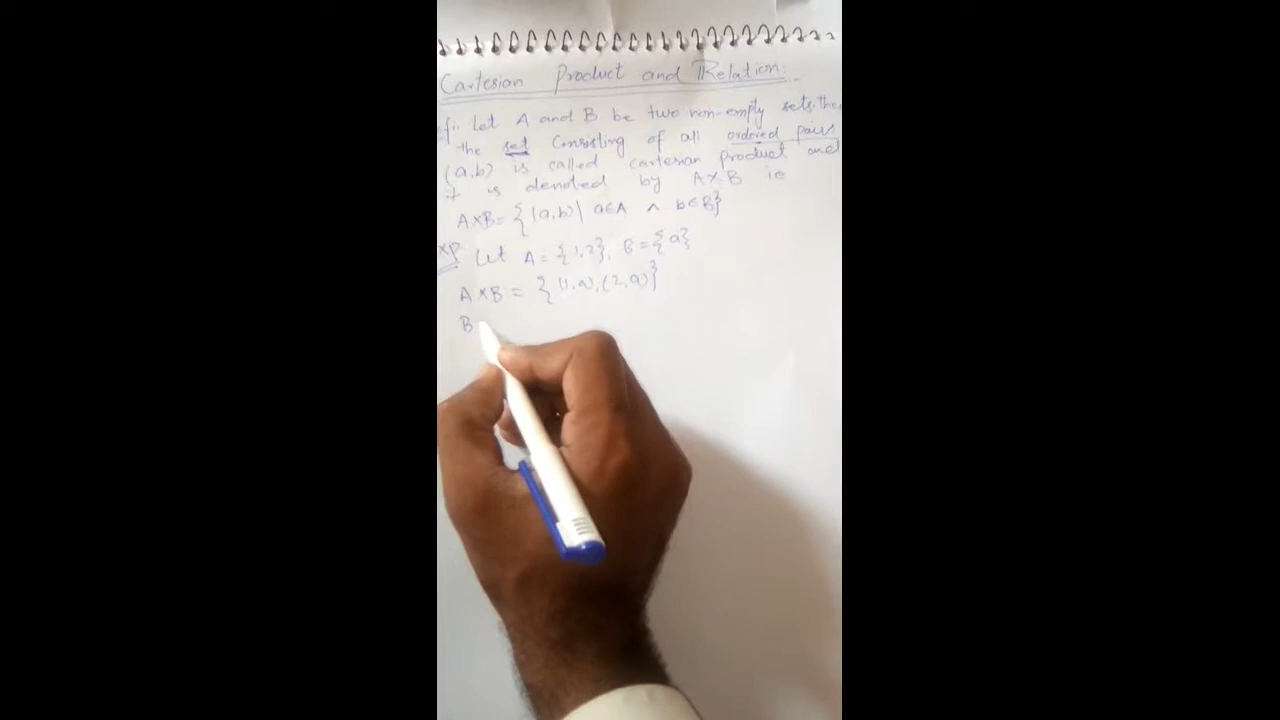 Cartesian Product and Relation:
Let A and B be two non-empty sets. the
the set Consisting of all ordered pairs
(a,b) is called cartesian product and
it is denoted by A×B ie
A×B = {(a,b)| a∈A ∧ b∈B}
Let A = {1,2}, B = {a}
A×B = {(1,a),(2,a)}
B